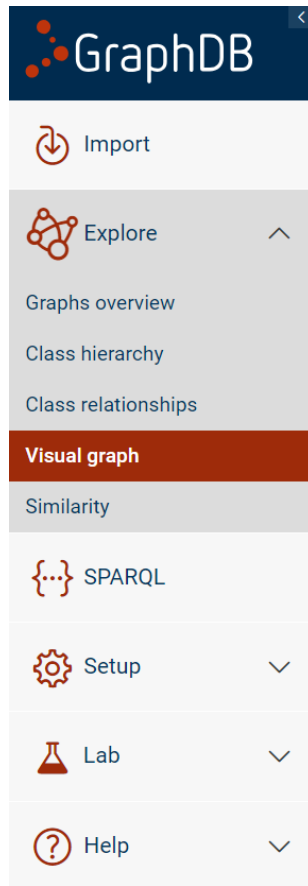 GraphDB
Import
Explore
Graphs overview
Class hierarchy
Class relationships
Visual graph
Similarity
{···} SPARQL
Setup
Lab
Help